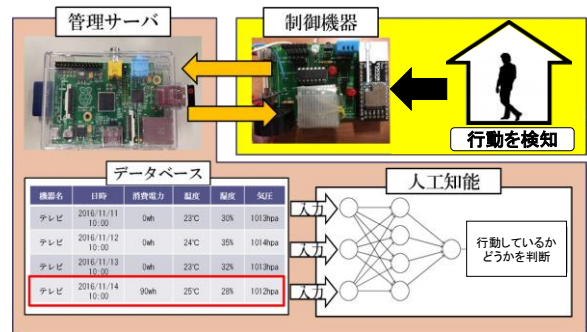 管理サーバ
制御機器
行動を検知
データベース
機器名 日時 消費電力 温度 湿度 気圧
テレビ 2016/11/11 10:00 0wh 23℃ 30% 1013hpa
テレビ 2016/11/12 10:00 0wh 24℃ 35% 1014hpa
テレビ 2016/11/13 10:00 0wh 23℃ 32% 1013hpa
テレビ 2016/11/14 10:00 90wh 25℃ 28% 1012hpa
人工知能
入力
入力
入力
行動しているか
どうかを判断